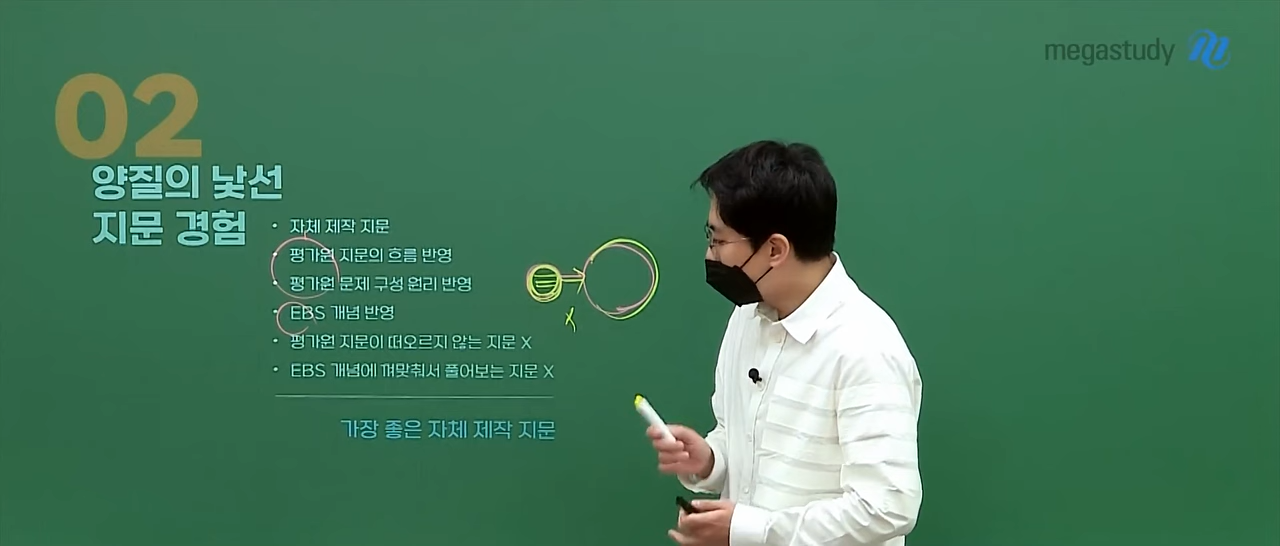 megastudy
02
양질의 낯선
지문 경험
• 자체 제작 지문
• 평가원 지문의 흐름 반영
• 평가원 문제 구성 원리 반영
• EBS 개념 반영
• 평가원 지문이 떠오르지 않는 지문 X
• EBS 개념에 껴맞춰서 풀어보는 지문 X
가장 좋은 자체 제작 지문
x